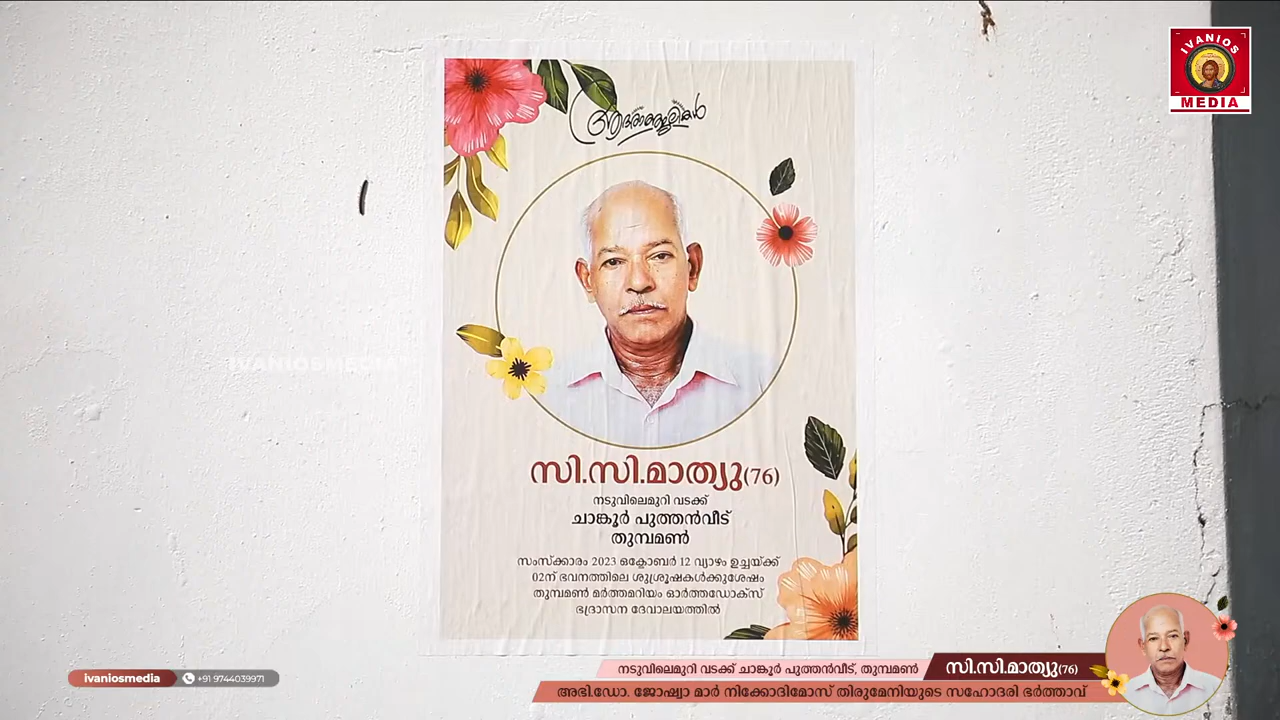 IVANIOS
MEDIA
ആദരാഞ്ജലികൾ
IVANIOSMEDIA
സി.സി.മാത്യു(76)
നടുവിലെമുറി വടക്ക്
ചാങ്കൂർ പുത്തൻവീട്
തുമ്പമൺ
സംസ്ക്കാരം 2023 ഒക്ടോബർ 12 വ്യാഴം ഉച്ചയ്ക്ക്
02ന് ഭവനത്തിലെ ശുശ്രൂഷകൾക്കുശേഷം
തുമ്പമൺ മർത്തമറിയം ഓർത്തഡോക്സ്
ഭദ്രാസന ദേവാലയത്തിൽ
ivaniosmedia +91 9744039971
നടുവിലെമുറി വടക്ക് ചാങ്കൂർ പുത്തൻവീട്, തുമ്പമൺ സി.സി.മാത്യു(76)
അഭി.ഡോ. ജോഷ്വാ മാർ നിക്കോദിമോസ് തിരുമേനിയുടെ സഹോദരി ഭർത്താവ്